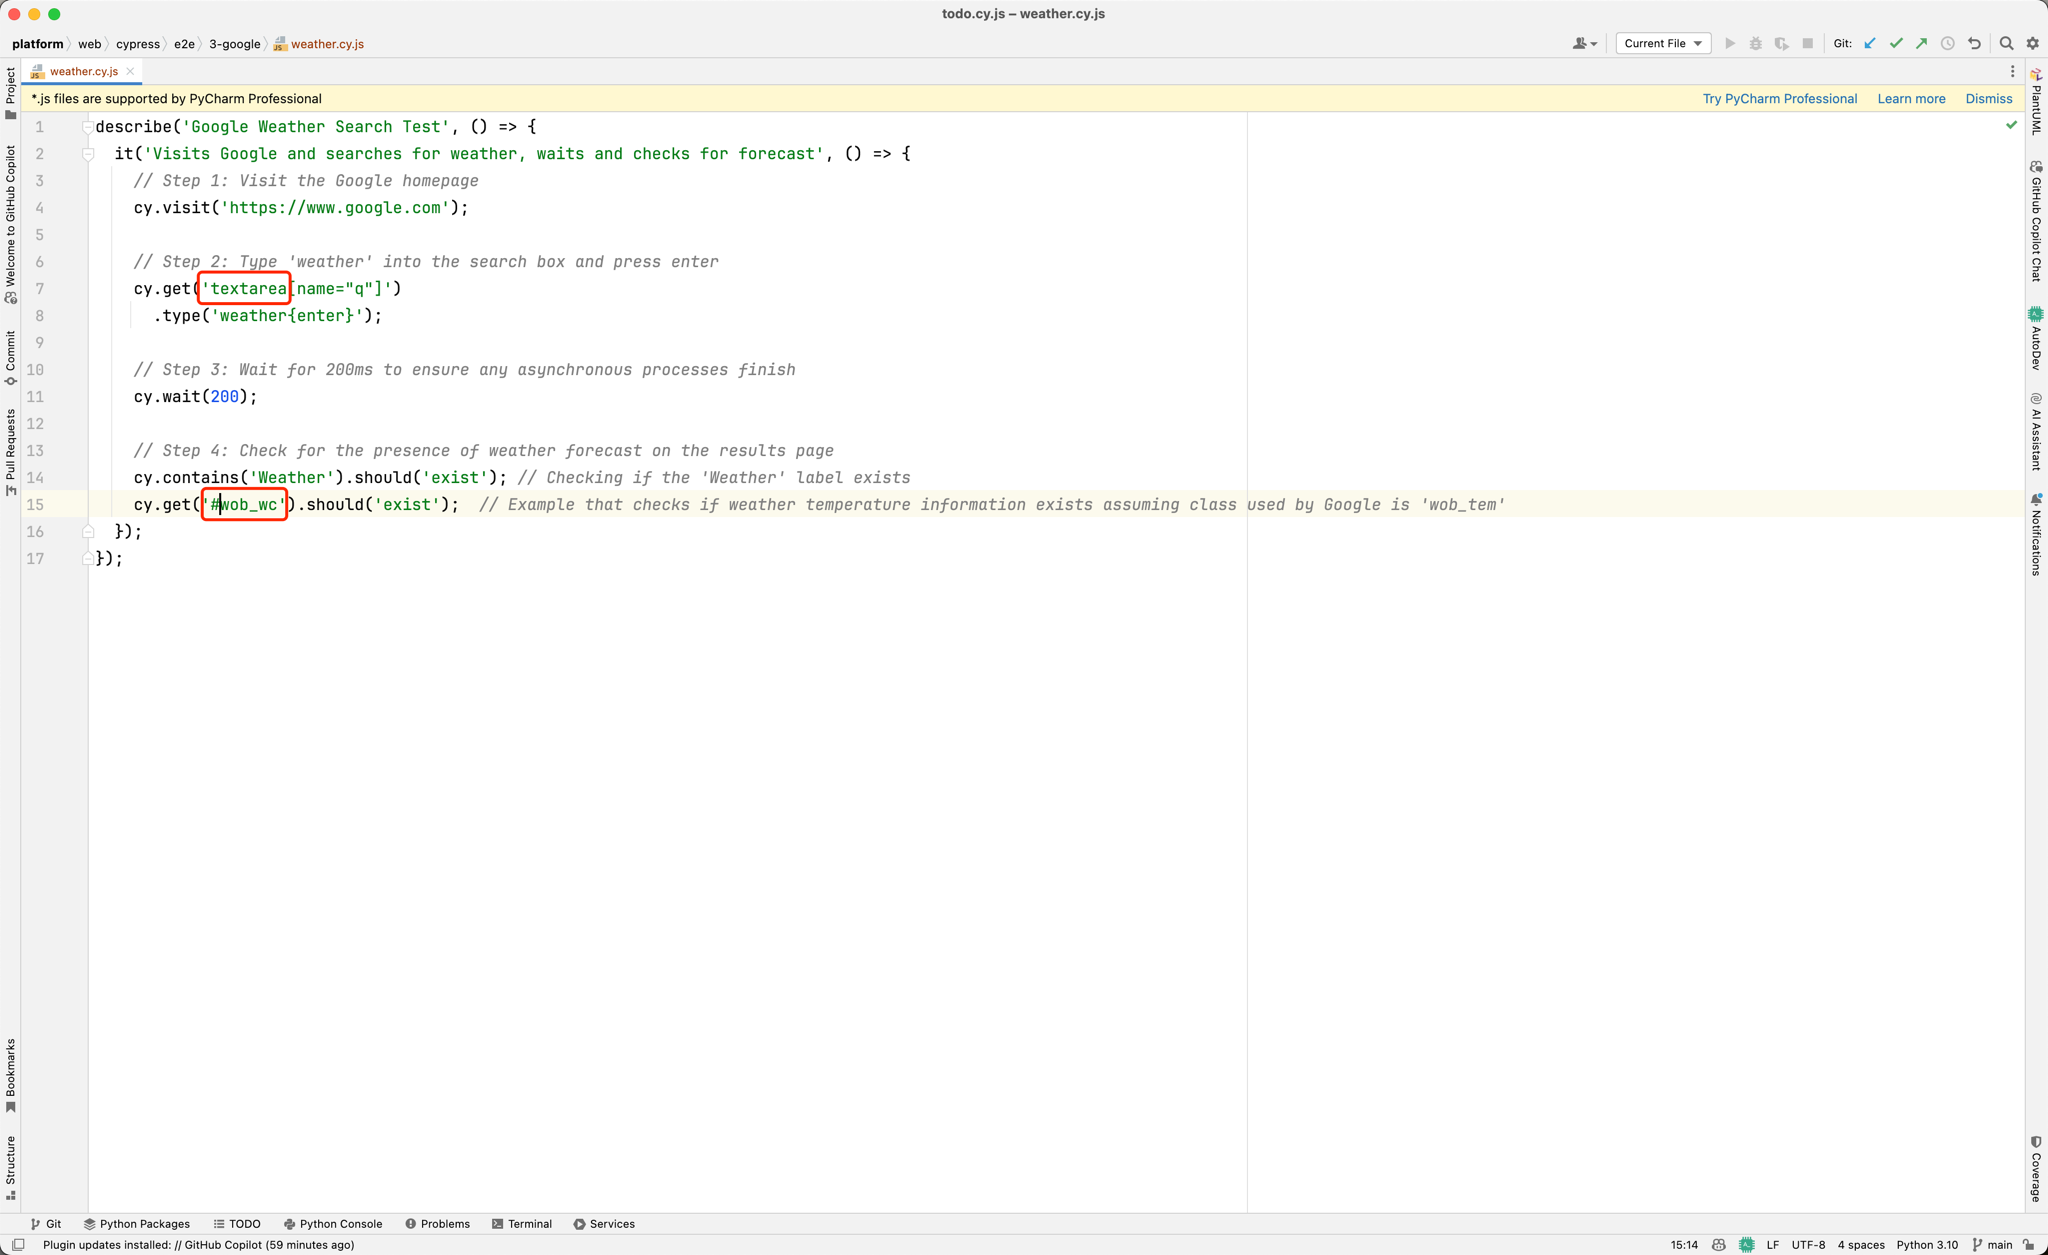 todo.cy.js – weather.cy.js
platform web cypress e2e 3-google weather.cy.js
Current File
Git:
weather.cy.js
*.js files are supported by PyCharm Professional
Try PyCharm Professional Learn more Dismiss
1 describe('Google Weather Search Test', () => {
2 it('Visits Google and searches for weather, waits and checks for forecast', () => {
3 // Step 1: Visit the Google homepage
4 cy.visit('https://www.google.com');
5
6 // Step 2: Type 'weather' into the search box and press enter
7 cy.get('textarea[name="q"]')
8 .type('weather{enter}');
9
10 // Step 3: Wait for 200ms to ensure any asynchronous processes finish
11 cy.wait(200);
12
13 // Step 4: Check for the presence of weather forecast on the results page
14 cy.contains('Weather').should('exist'); // Checking if the 'Weather' label exists
15 cy.get('#wob_wc').should('exist'); // Example that checks if weather temperature information exists assuming class used by Google is 'wob_tem'
16 });
17 });
Project
Welcome to GitHub Copilot
Commit
Pull Requests
Bookmarks
Structure
PlantUML
GitHub Copilot Chat
AutoDev
AI Assistant
Notifications
Coverage
Git Python Packages TODO Python Console Problems Terminal Services
Plugin updates installed: // GitHub Copilot (59 minutes ago)
15:14 LF UTF-8 4 spaces Python 3.10 main